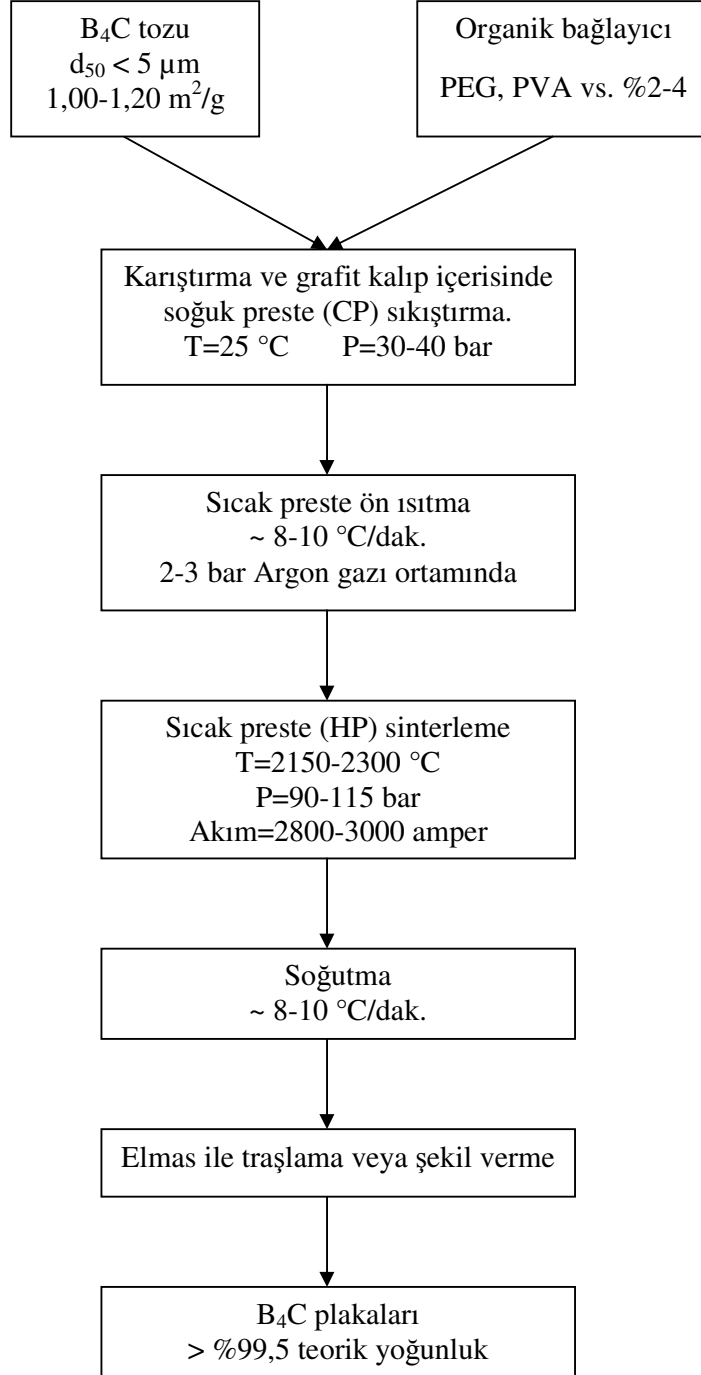 B₄C tozu
d₅₀ < 5 µm
1,00-1,20 m²/g
Organik bağlayıcı
PEG, PVA vs. %2-4
Karıştırma ve grafit kalıp içerisinde
soğuk preste (CP) sıkıştırma.
T=25 °C P=30-40 bar
Sıcak preste ön ısıtma
~ 8-10 °C/dak.
2-3 bar Argon gazı ortamında
Sıcak preste (HP) sinterleme
T=2150-2300 °C
P=90-115 bar
Akım=2800-3000 amper
Soğutma
~ 8-10 °C/dak.
Elmas ile traşlama veya şekil verme
B₄C plakaları
> %99,5 teorik yoğunluk